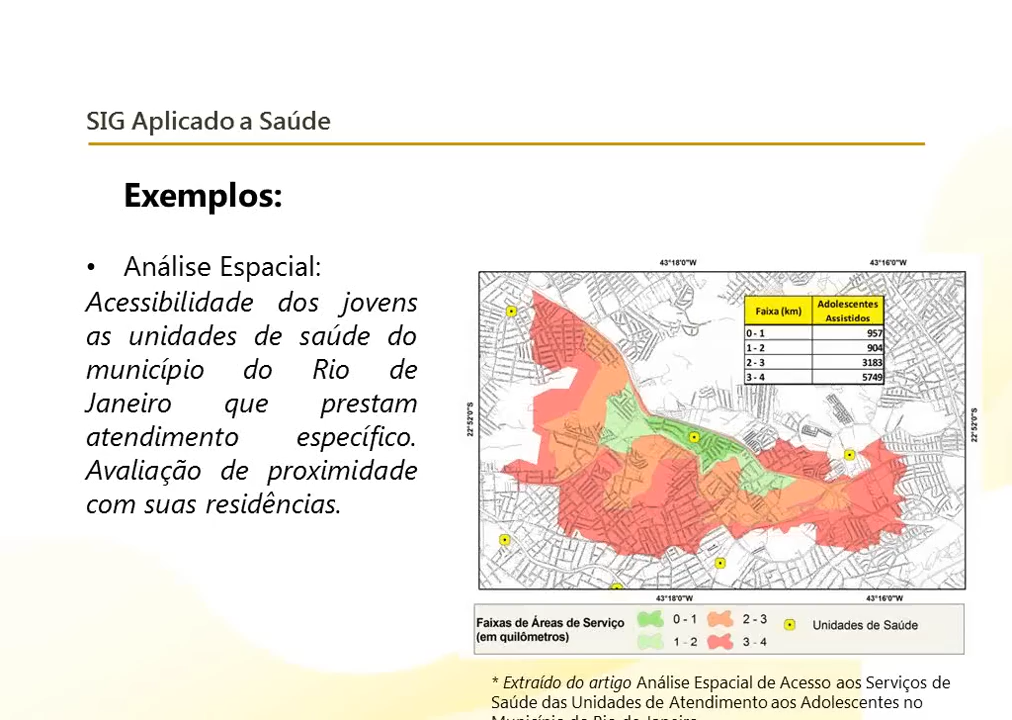 SIG Aplicado a Saúde
Exemplos:
• Análise Espacial:
Acessibilidade dos jovens
as unidades de saúde do
município do Rio de
Janeiro que prestam
atendimento específico.
Avaliação de proximidade
com suas residências.
43°18'0"W 43°16'0"W
22°52'0"S
22°52'0"S
Faixa (km) Adolescentes Assistidos
0 - 1 957
1 - 2 904
2 - 3 3183
3 - 4 5749
43°18'0"W 43°16'0"W
Faixas de Áreas de Serviço
(em quilômetros)
0 - 1 2 - 3 Unidades de Saúde
1 - 2 3 - 4
* Extraído do artigo Análise Espacial de Acesso aos Serviços de
Saúde das Unidades de Atendimento aos Adolescentes no
Município do Rio de Janeiro